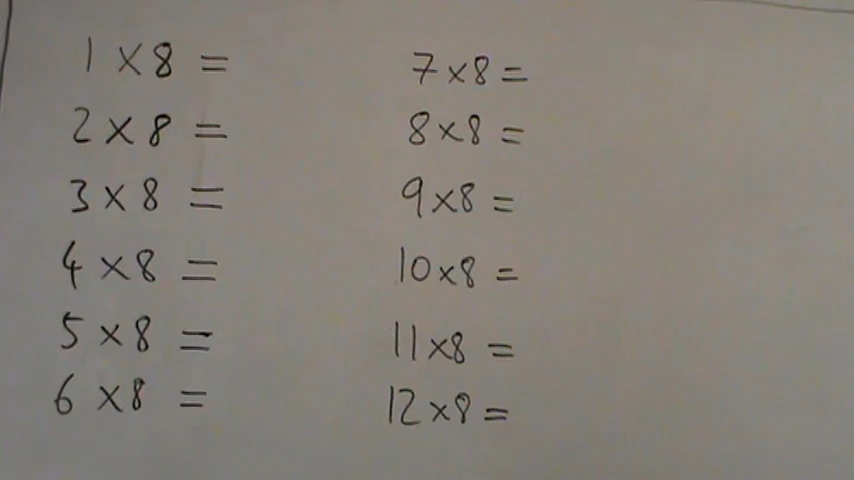 1 × 8 =
2 × 8 =
3 × 8 =
4 × 8 =
5 × 8 =
6 × 8 =
7 × 8 =
8 × 8 =
9 × 8 =
10 × 8 =
11 × 8 =
12 × 8 =